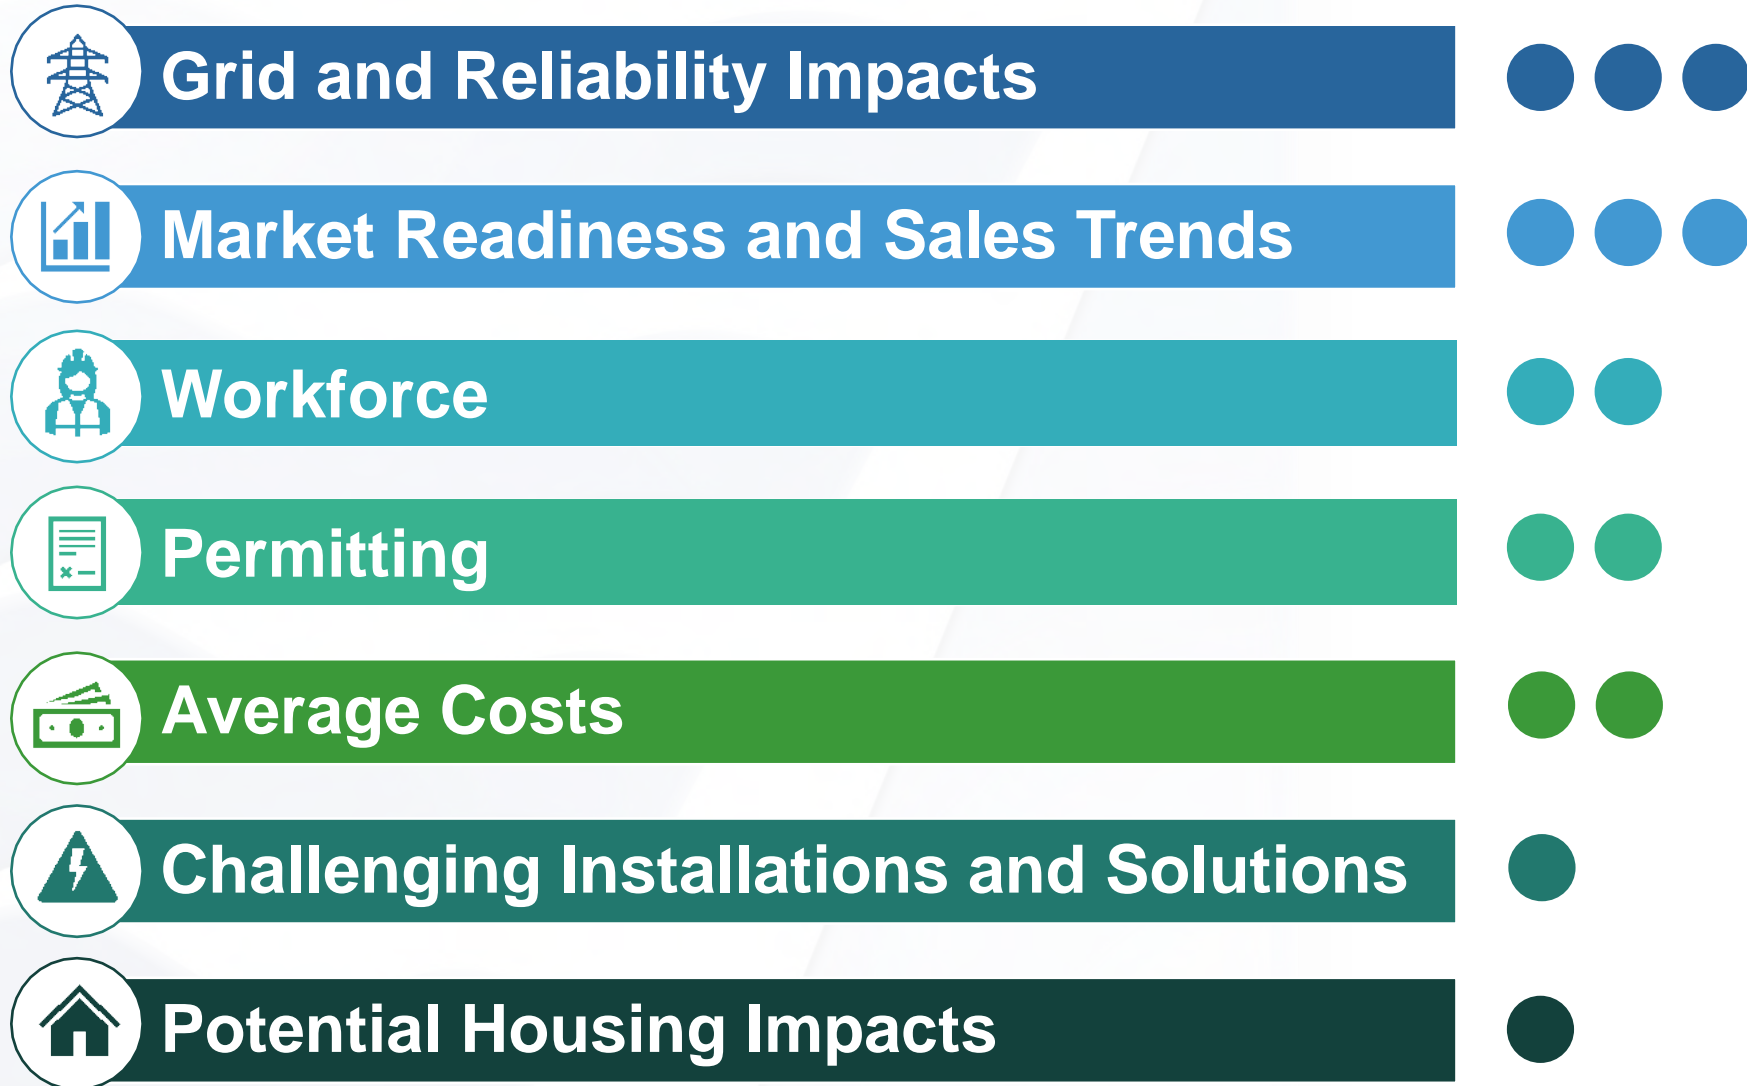 Grid and Reliability Impacts
Market Readiness and Sales Trends
Workforce
Permitting
Average Costs
Challenging Installations and Solutions
Potential Housing Impacts